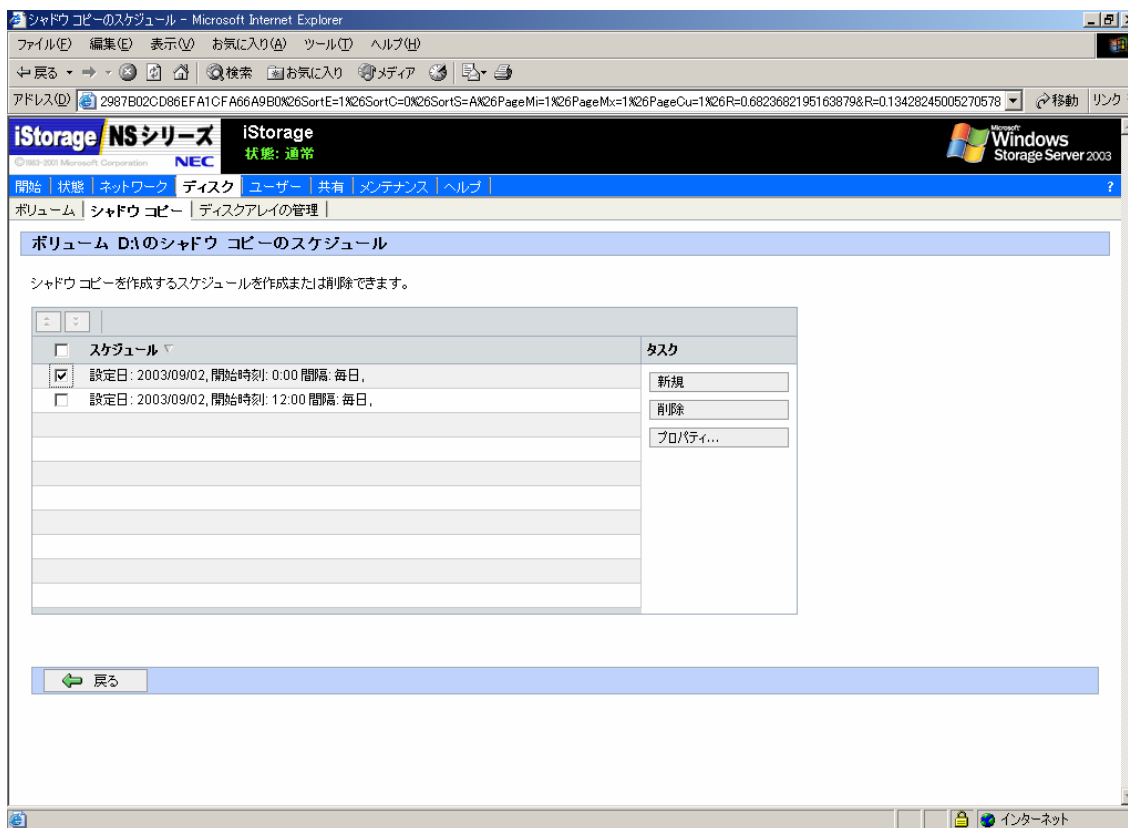 シャドウ コピーのスケジュール - Microsoft Internet Explorer
ファイル(F) 編集(E) 表示(V) お気に入り(A) ツール(T) ヘルプ(H)
戻る 検索 お気に入り メディア
アドレス(D) 2987B02CD86EFA1CFA66A9B0%26SortE=1%26SortC=0%26SortS=A%26PageMi=1%26PageMx=1%26PageCu=1%26R=0.6823682195163879&R=0.13428245005270578 移動 リンク
iStorage NSシリーズ
©1983-2001 Microsoft Corporation NEC
iStorage
状態: 通常
Microsoft
Windows
Storage Server 2003
開始 | 状態 | ネットワーク | ディスク | ユーザー | 共有 | メンテナンス | ヘルプ | ?
ボリューム | シャドウ コピー | ディスクアレイの管理 |
ボリューム D:\のシャドウ コピーのスケジュール
シャドウ コピーを作成するスケジュールを作成または削除できます。
スケジュール タスク
設定日: 2003/09/02, 開始時刻: 0:00 間隔: 毎日,
設定日: 2003/09/02, 開始時刻: 12:00 間隔: 毎日,
新規
削除
プロパティ...
戻る
インターネット